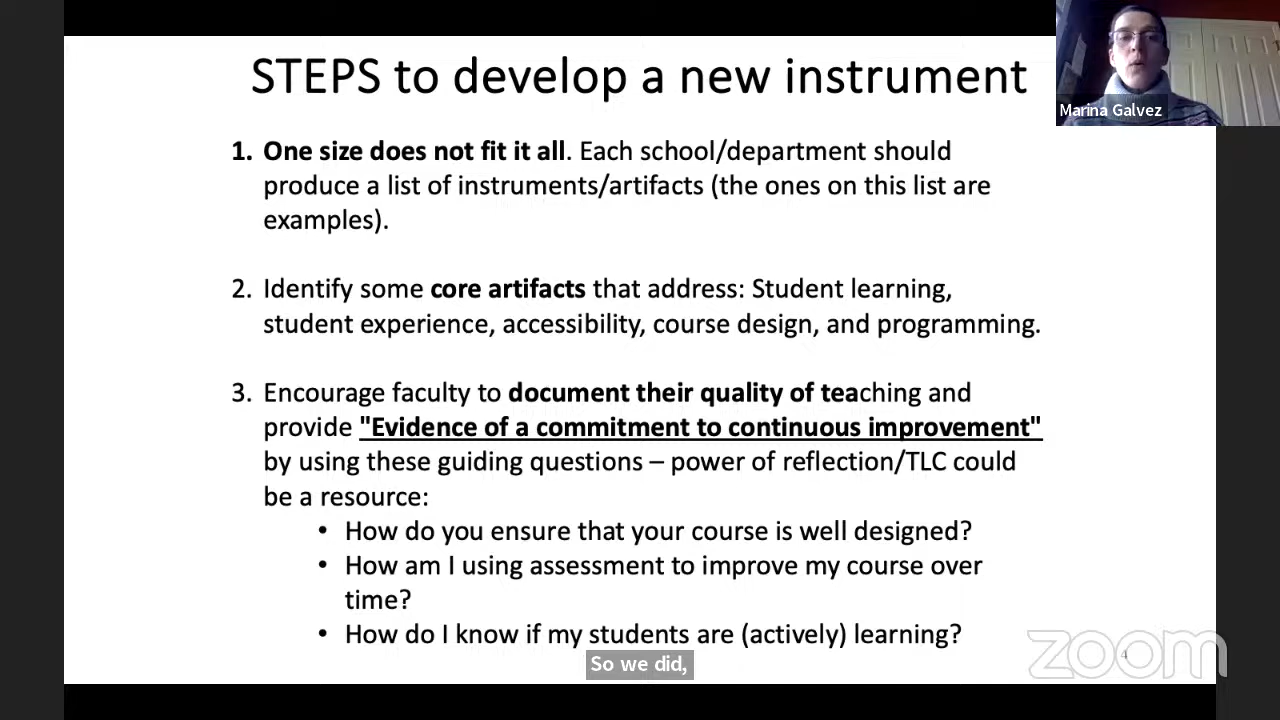 STEPS to develop a new instrument
Marina Galvez
1. One size does not fit it all. Each school/department should
produce a list of instruments/artifacts (the ones on this list are
examples).
2. Identify some core artifacts that address: Student learning,
student experience, accessibility, course design, and programming.
3. Encourage faculty to document their quality of teaching and
provide "Evidence of a commitment to continuous improvement"
by using these guiding questions – power of reflection/TLC could
be a resource:
• How do you ensure that your course is well designed?
• How am I using assessment to improve my course over
time?
• How do I know if my students are (actively) learning?
So we did,
4
zoom